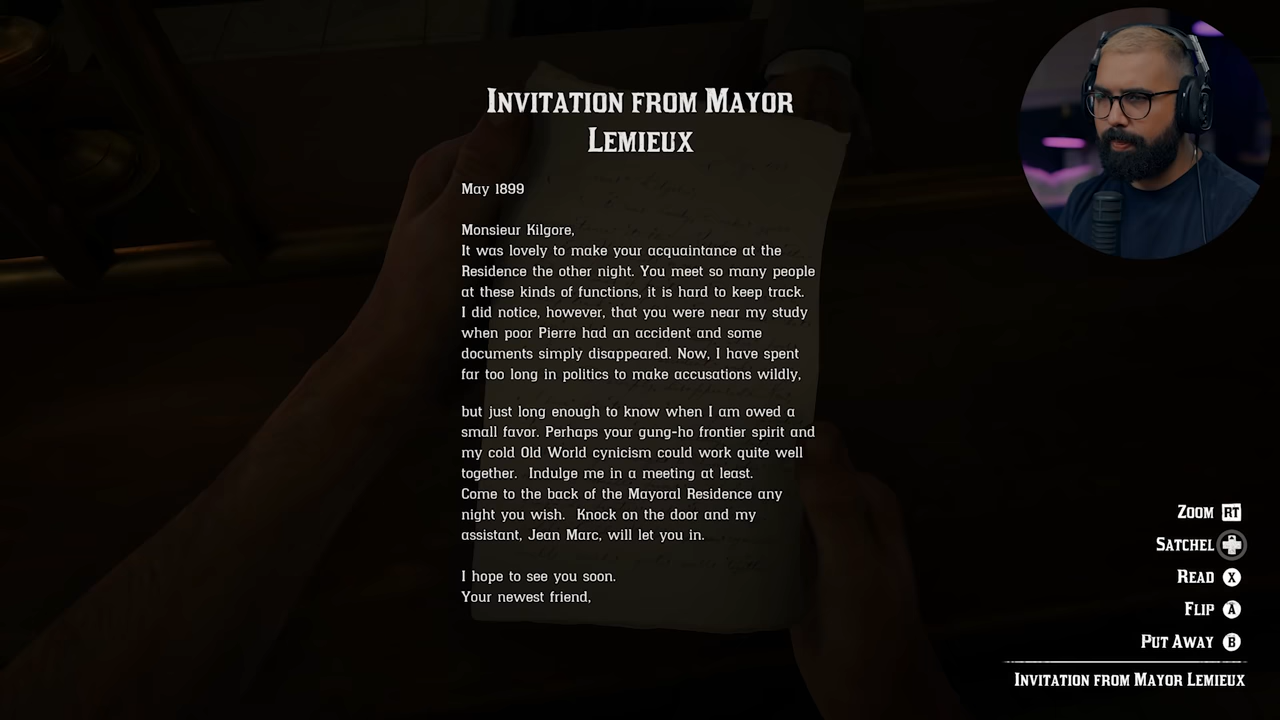 Invitation from Mayor
Lemieux
May 1899
Monsieur Kilgore,
It was lovely to make your acquaintance at the
Residence the other night. You meet so many people
at these kinds of functions, it is hard to keep track.
I did notice, however, that you were near my study
when poor Pierre had an accident and some
documents simply disappeared. Now, I have spent
far too long in politics to make accusations wildly,
but just long enough to know when I am owed a
small favor. Perhaps your gung-ho frontier spirit and
my cold Old World cynicism could work quite well
together. Indulge me in a meeting at least.
Come to the back of the Mayoral Residence any
night you wish. Knock on the door and my
assistant, Jean Marc, will let you in.
I hope to see you soon.
Your newest friend,
Zoom RT
Satchel
Read X
Flip A
Put Away B
Invitation from Mayor Lemieux